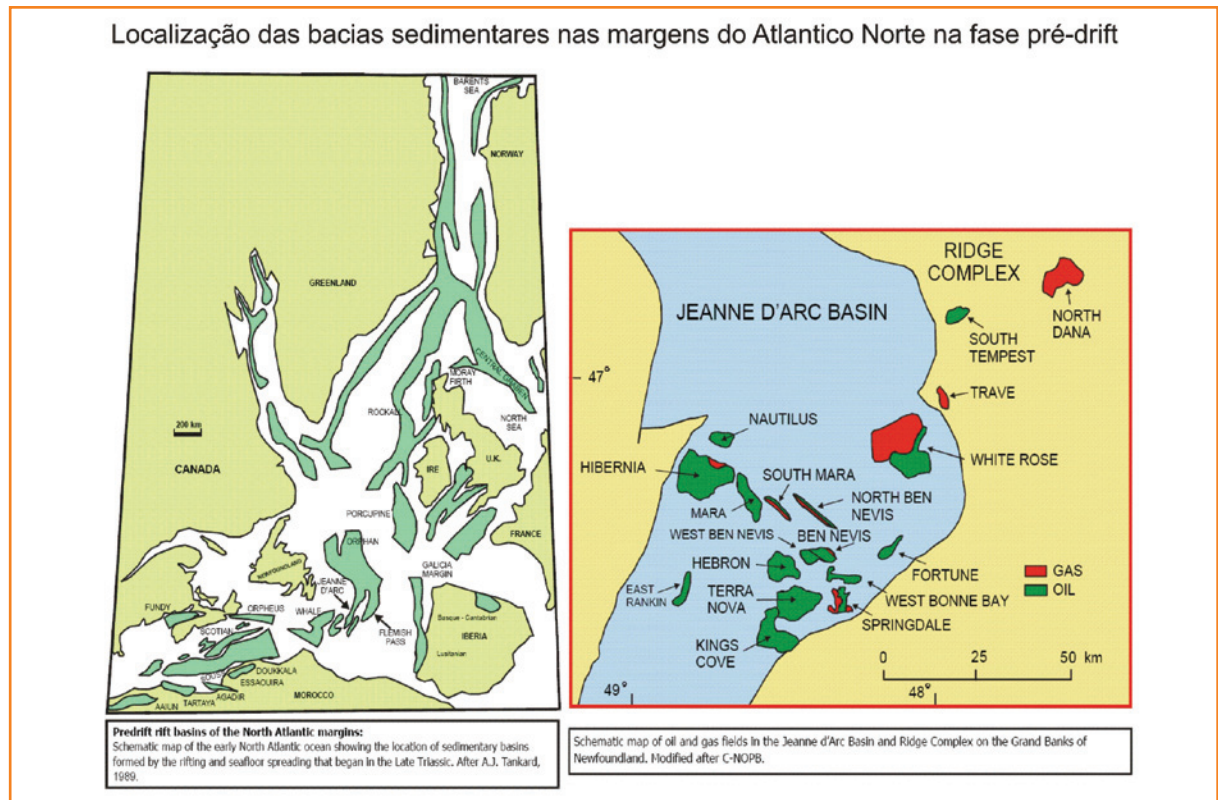 Localização das bacias sedimentares nas margens do Atlantico Norte na fase pré-drift
BARENTS
SEA
NORWAY
GREENLAND
CENTRAL GRABEN
MORAY
FIRTH
ROCKALL
NORTH
SEA
200 km
CANADA
U.K.
IRE
PORCUPINE
FRANCE
ORPHAN
NEWFOUNDLAND
GALICIA
MARGIN
JEANNE
D'ARC
FUNDY
ORPHEUS
WHALE
Basque - Cantabrian
SCOTIAN
FLEMISH
PASS
IBERIA
Lusitanian
DOUKKALA
ESSAOUIRA
AGADIR
MOROCCO
TARTAYA
AAIUN
Predrift rift basins of the North Atlantic margins:
Schematic map of the early North Atlantic ocean showing the location of sedimentary basins
formed by the rifting and seafloor spreading that began in the Late Triassic. After A.J. Tankard,
1989.
RIDGE
COMPLEX
JEANNE D'ARC BASIN
NORTH
DANA
SOUTH
TEMPEST
47°
TRAVE
NAUTILUS
WHITE ROSE
HIBERNIA
SOUTH MARA
MARA
NORTH BEN
NEVIS
WEST BEN NEVIS
BEN NEVIS
HEBRON
FORTUNE
GAS
OIL
EAST
RANKIN
TERRA
NOVA
WEST BONNE BAY
SPRINGDALE
KINGS
COVE
0 25 50 km
49° 48°
Schematic map of oil and gas fields in the Jeanne d'Arc Basin and Ridge Complex on the Grand Banks of
Newfoundland. Modified after C-NOPB.